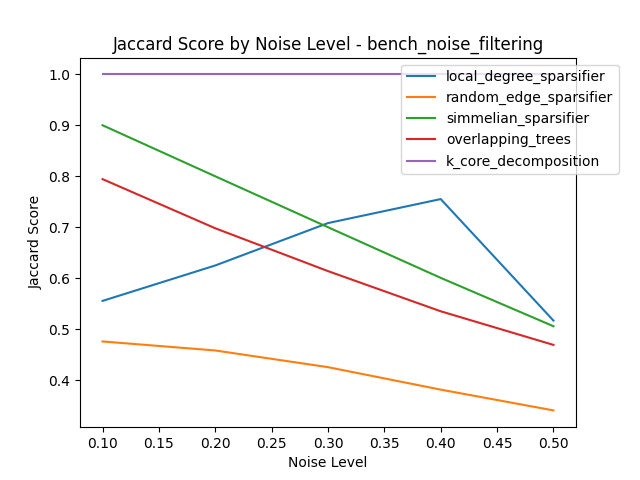 Jaccard Score by Noise Level - bench_noise_filtering
local_degree_sparsifier
random_edge_sparsifier
simmelian_sparsifier
overlapping_trees
k_core_decomposition
Jaccard Score
1.0
0.9
0.8
0.7
0.6
0.5
0.4
0.10 0.15 0.20 0.25 0.30 0.35 0.40 0.45 0.50
Noise Level